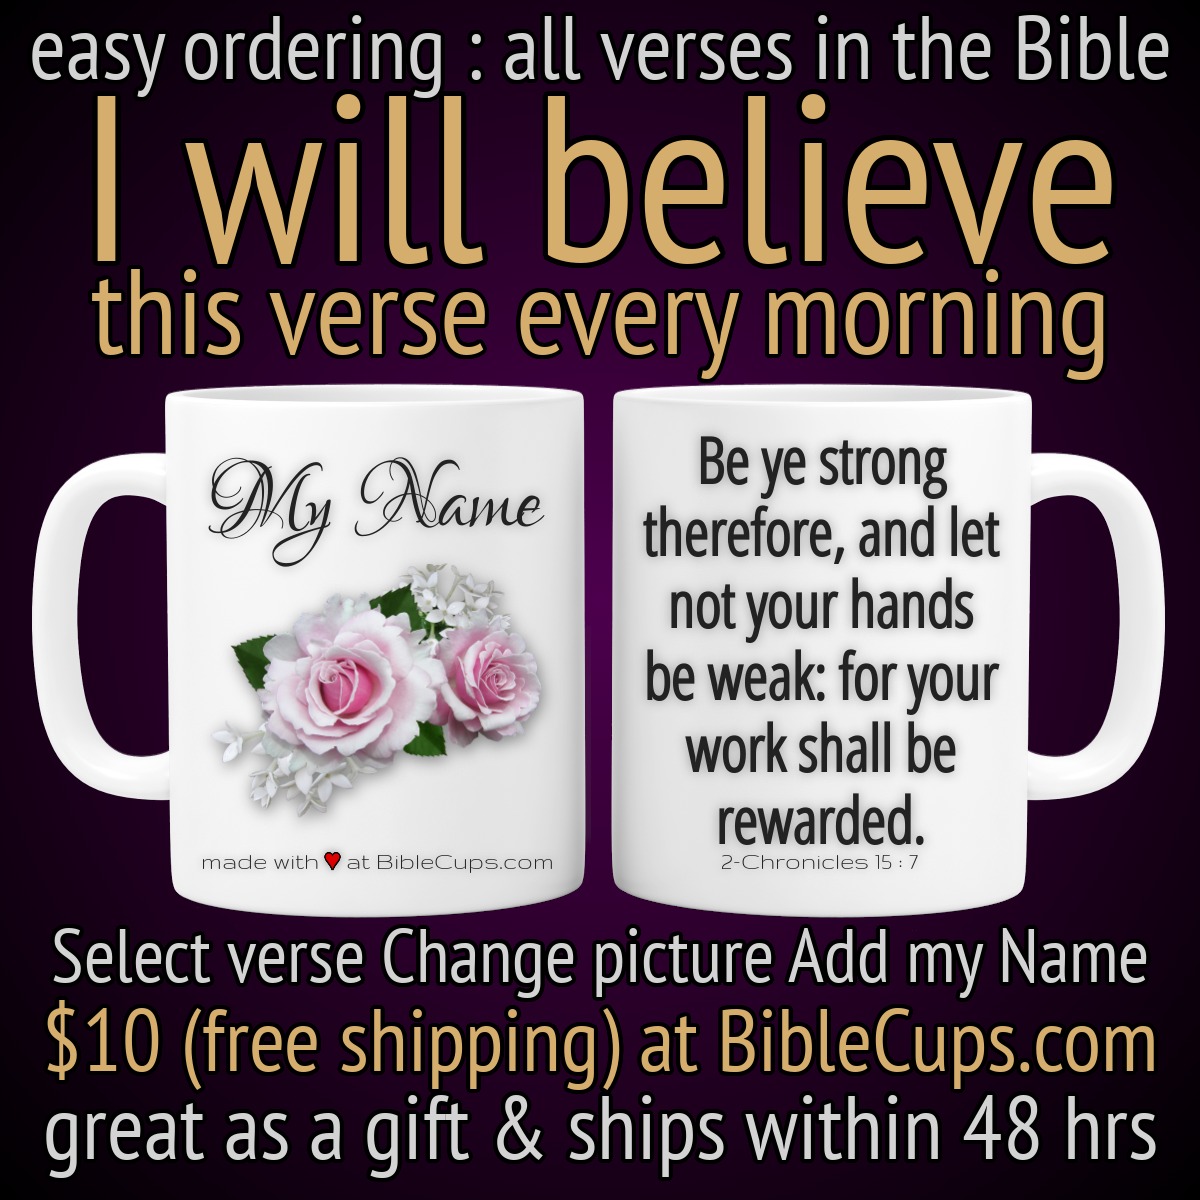 easy ordering : all verses in the Bible
I will believe
this verse every morning
My Name
made with ♥ at BibleCups.com
Be ye strong
therefore, and let
not your hands
be weak: for your
work shall be
rewarded.
2-Chronicles 15 : 7
Select verse Change picture Add my Name
$10 (free shipping) at BibleCups.com
great as a gift & ships within 48 hrs